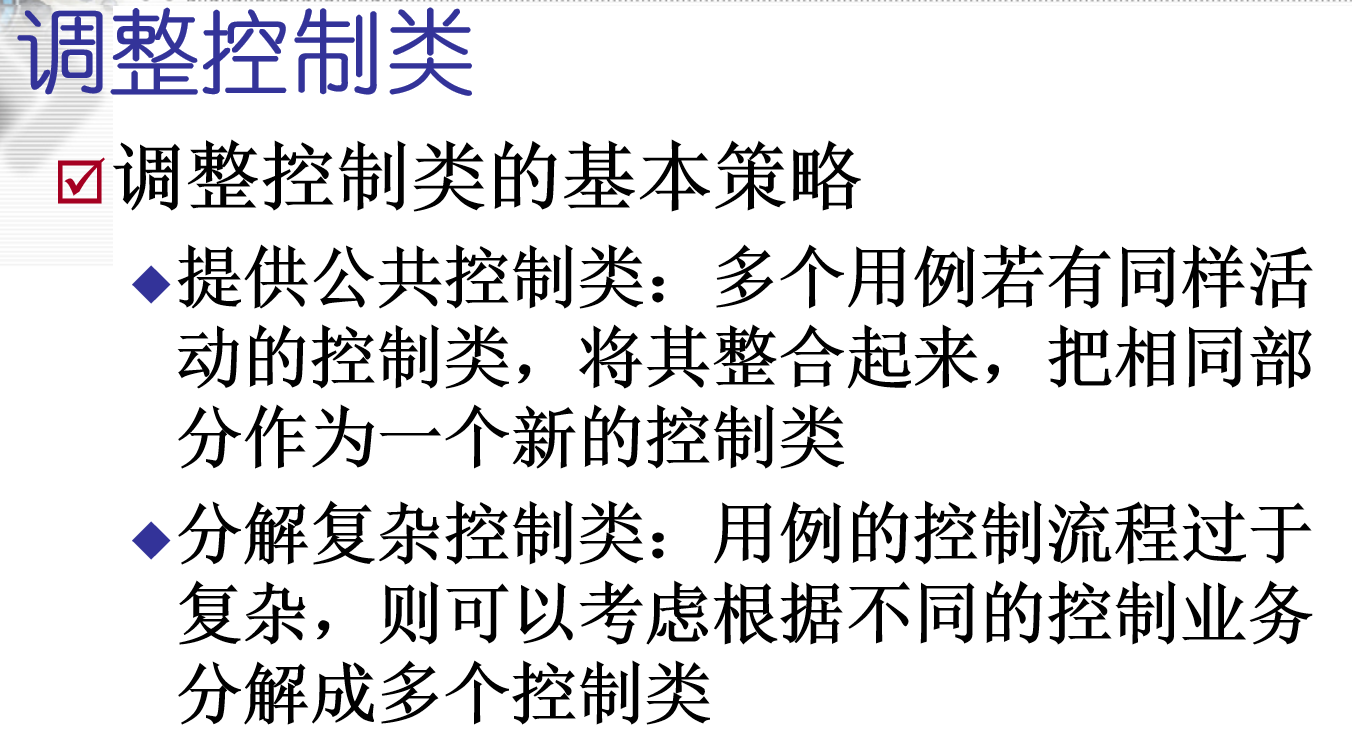 调整控制类
调整控制类的基本策略
提供公共控制类：多个用例若有同样活
动的控制类，将其整合起来，把相同部
分作为一个新的控制类
分解复杂控制类：用例的控制流程过于
复杂，则可以考虑根据不同的控制业务
分解成多个控制类